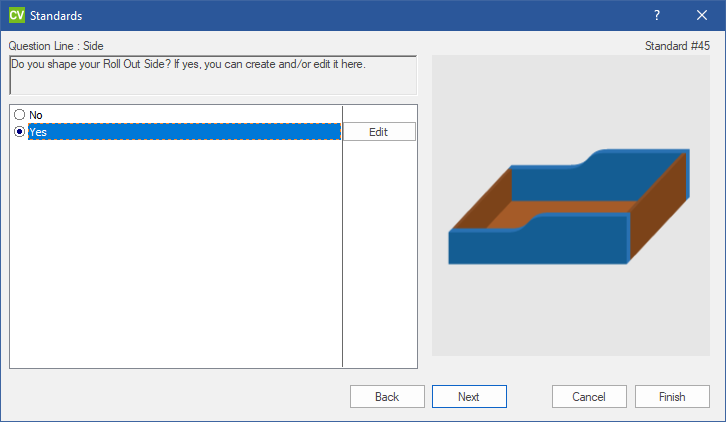 CV Standards ?
Question Line : Side
Standard #45
Do you shape your Roll Out Side? If yes, you can create and/or edit it here.
No
Yes
Edit
Back Next Cancel Finish